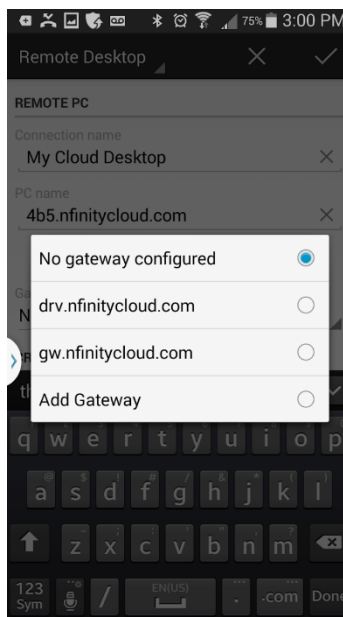 75% 3:00 PM
Remote Desktop
REMOTE PC
Connection name
My Cloud Desktop
PC name
4b5.nfinitycloud.com
No gateway configured
Ga
N
drv.nfinitycloud.com
gw.nfinitycloud.com
Add Gateway
q w e r t y u i o p
@ $ & _ ( ) : ; "
a s d f g h j k l
z x c v b n m
123
Sym
/
EN(US)
.
.com
Done